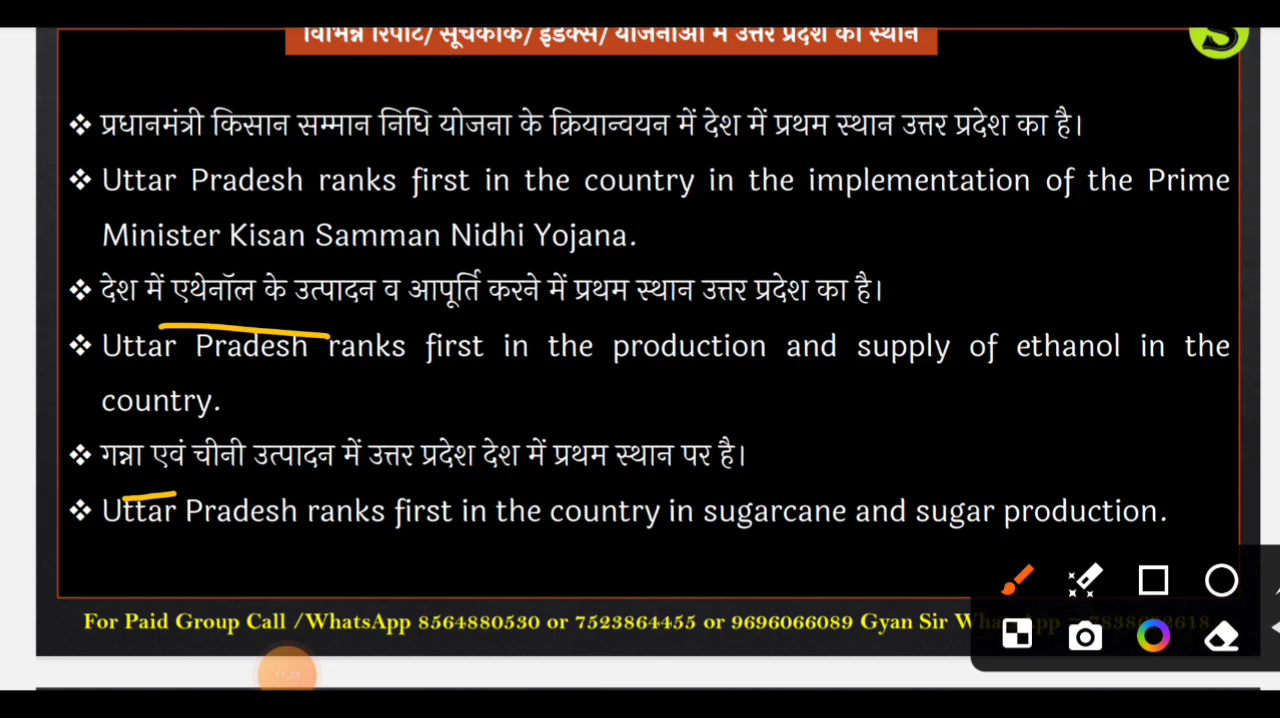 विभिन्न रिपोर्ट/ सूचकांक/ इंडेक्स/ योजनाओं में उत्तर प्रदेश का स्थान
S
❖ प्रधानमंत्री किसान सम्मान निधि योजना के क्रियान्वयन में देश में प्रथम स्थान उत्तर प्रदेश का है।
❖ Uttar Pradesh ranks first in the country in the implementation of the Prime
Minister Kisan Samman Nidhi Yojana.
❖ देश में एथेनॉल के उत्पादन व आपूर्ति करने में प्रथम स्थान उत्तर प्रदेश का है।
❖ Uttar Pradesh ranks first in the production and supply of ethanol in the
country.
❖ गन्ना एवं चीनी उत्पादन में उत्तर प्रदेश देश में प्रथम स्थान पर है।
❖ Uttar Pradesh ranks first in the country in sugarcane and sugar production.
For Paid Group Call /WhatsApp 8564880530 or 7523864455 or 9696066089 Gyan Sir